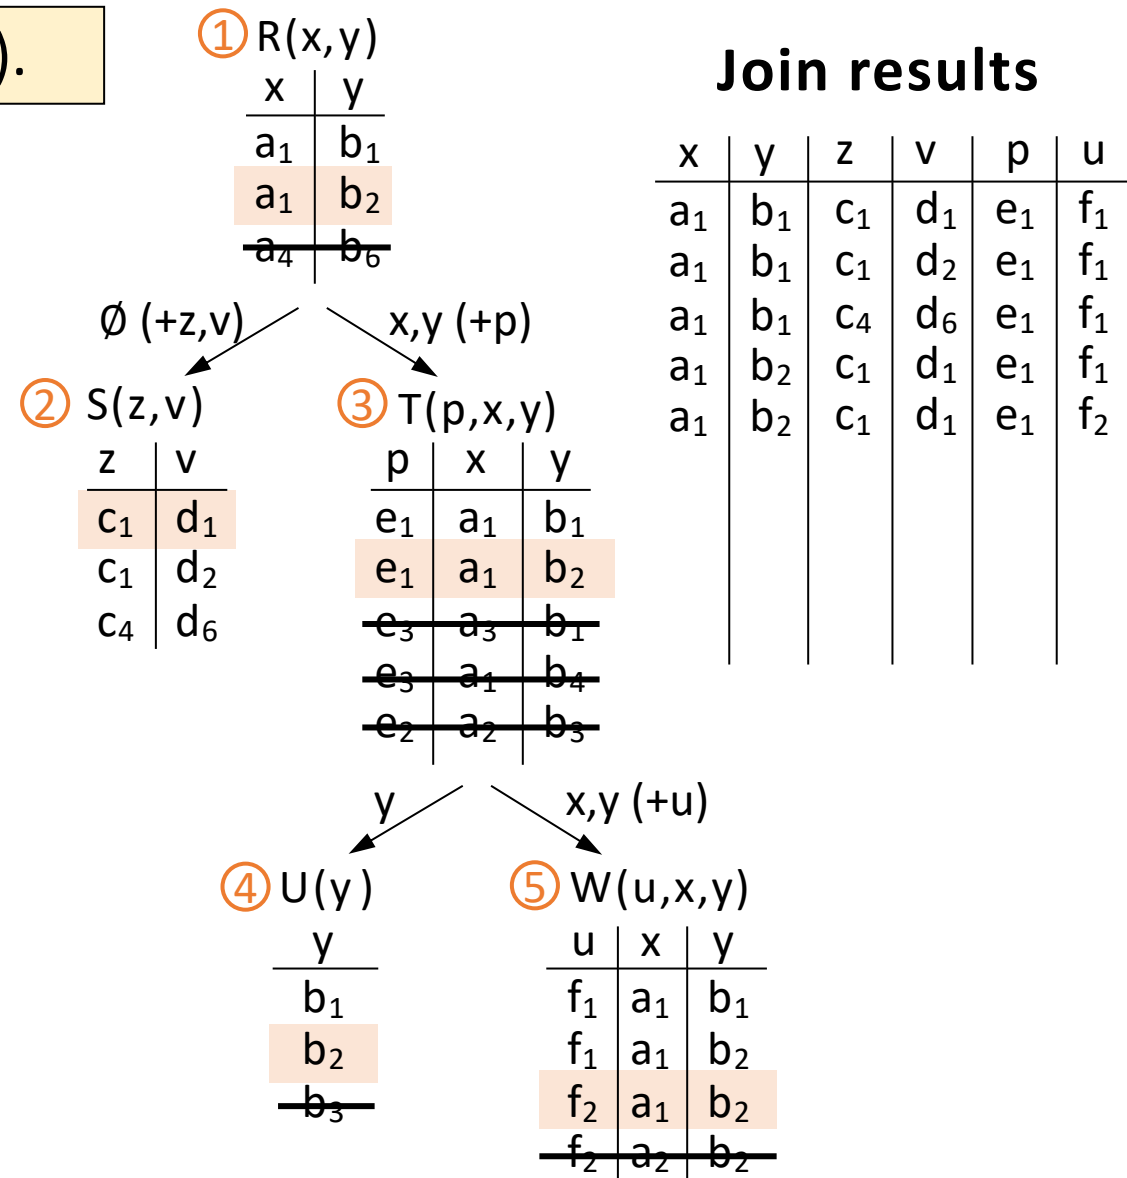 ).
① R(x,y)
x y
a₁ b₁
a₁ b₂
a₄ b₆
Join results
x y z v p u
a₁ b₁ c₁ d₁ e₁ f₁
a₁ b₁ c₁ d₂ e₁ f₁
a₁ b₁ c₄ d₆ e₁ f₁
a₁ b₂ c₁ d₁ e₁ f₁
a₁ b₂ c₁ d₁ e₁ f₂
Ø (+z,v)
x,y (+p)
② S(z,v)
z v
c₁ d₁
c₁ d₂
c₄ d₆
③ T(p,x,y)
p x y
e₁ a₁ b₁
e₁ a₁ b₂
e₃ a₃ b₁
e₃ a₁ b₄
e₂ a₂ b₃
y
x,y (+u)
④ U(y)
y
b₁
b₂
b₃
⑤ W(u,x,y)
u x y
f₁ a₁ b₁
f₁ a₁ b₂
f₂ a₁ b₂
f₂ a₂ b₂